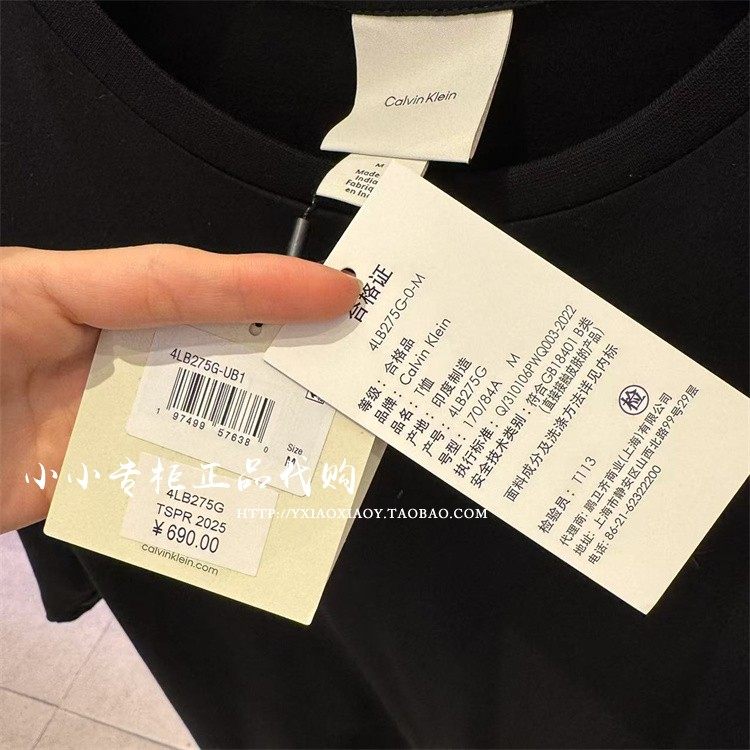 Calvin Klein
M
Made
India
Fabriq
en In
合格证
4LB275G-0-M
等级: 合格品
品牌: Calvin Klein
品名: T恤
产地: 印度制造
产号: 4LB275G
号型: 170/84A M
执行标准: Q/310106PWQ003-2022
安全技术类别: 符合GB18401 B类
(直接接触皮肤的产品)
面料成分及洗涤方法详见内标
检
检验员: T113
代理商: 鹏卫齐商业(上海)有限公司
地址: 上海市静安区山西北路99号29层
电话: 86-21-62322200
4LB275G-UB1
1 97499 57638 0
Size
M
4LB275G
TSPR 2025
¥690.00
calvinklein.com
小小专柜正品代购
HTTP://YXIAOXIAOY.TAOBAO.COM